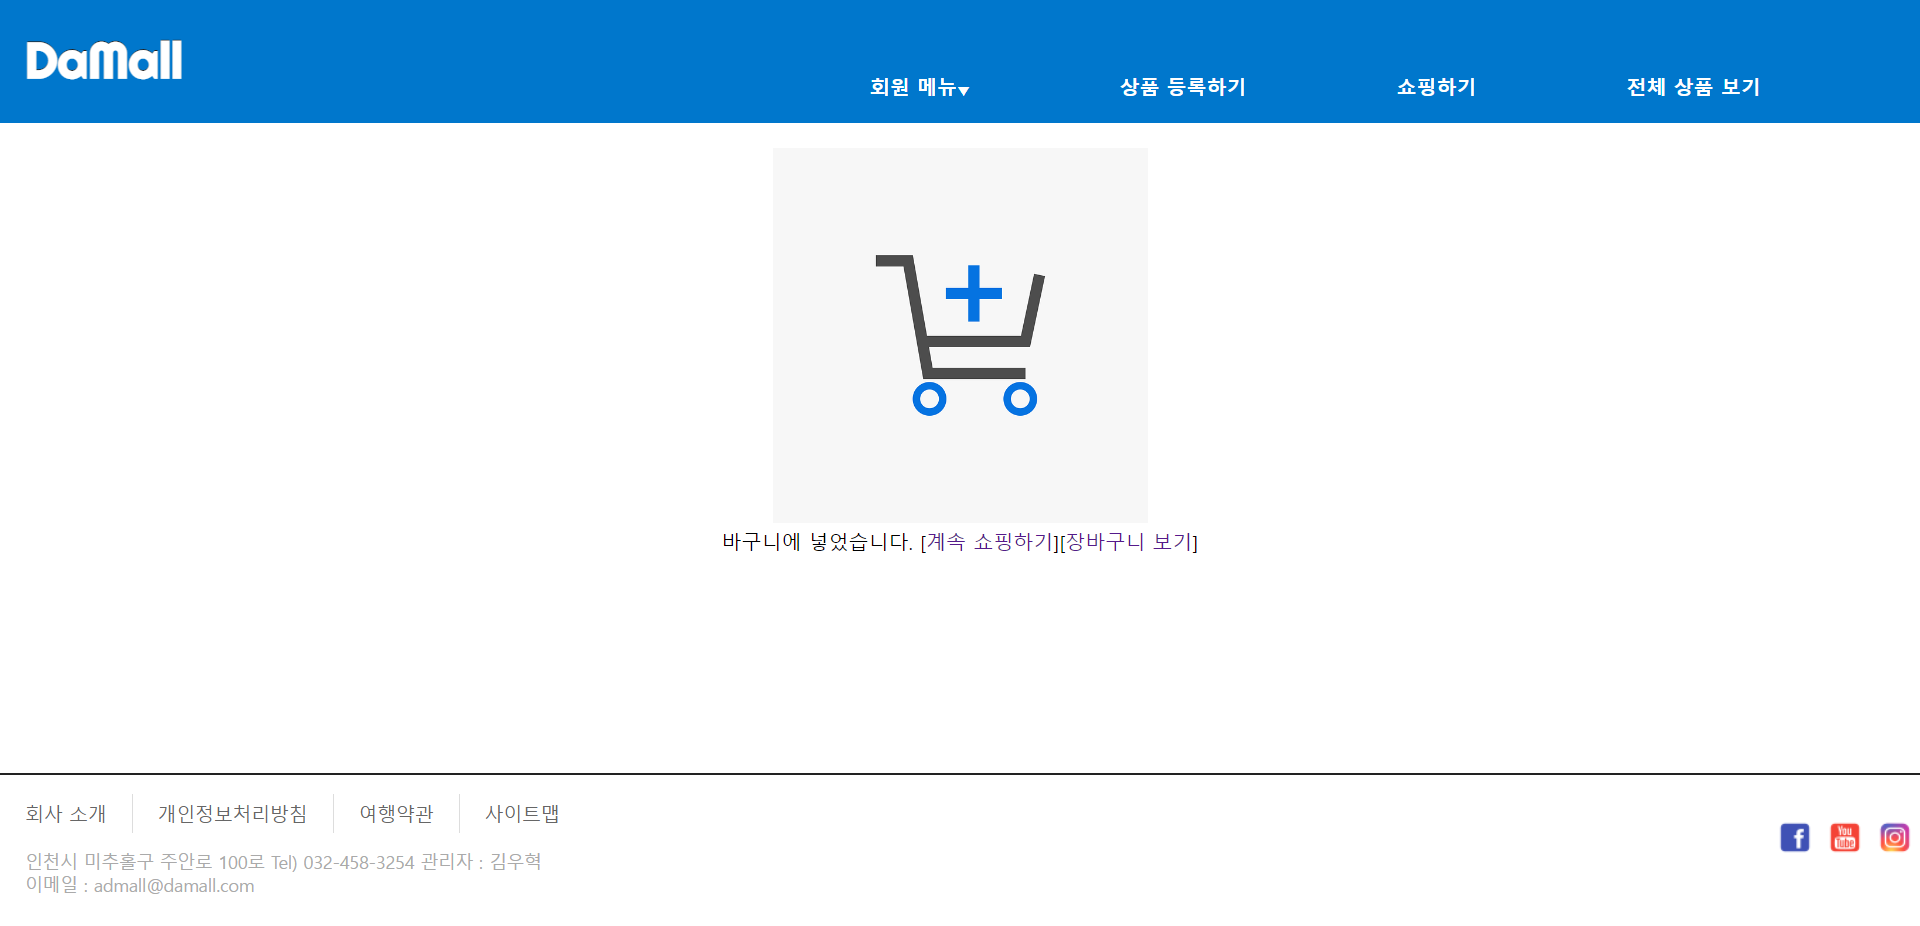 DaMall
회원 메뉴▼ 상품 등록하기 쇼핑하기 전체 상품 보기
바구니에 넣었습니다. [계속 쇼핑하기][장바구니 보기]
회사 소개 개인정보처리방침 여행약관 사이트맵
인천시 미추홀구 주안로 100로 Tel) 032-458-3254 관리자 : 김우혁
이메일 : admall@damall.com
f
You
Tube